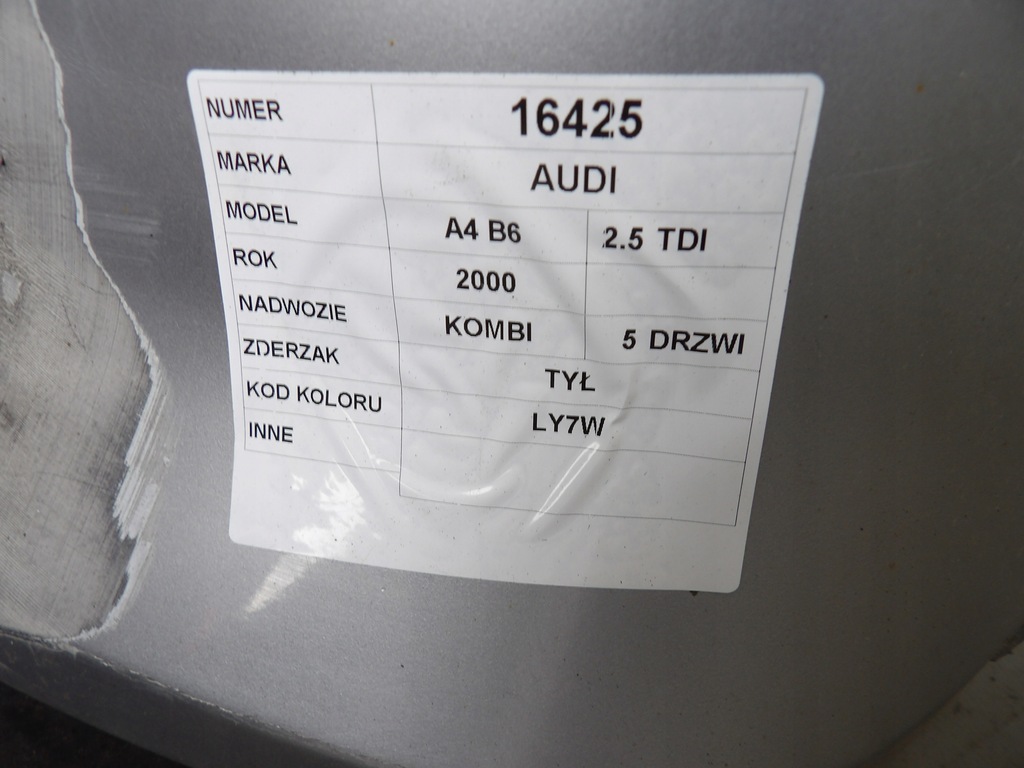 NUMER 16425
MARKA AUDI
MODEL A4 B6 2.5 TDI
ROK 2000
NADWOZIE KOMBI 5 DRZWI
ZDERZAK TYŁ
KOD KOLORU LY7W
INNE